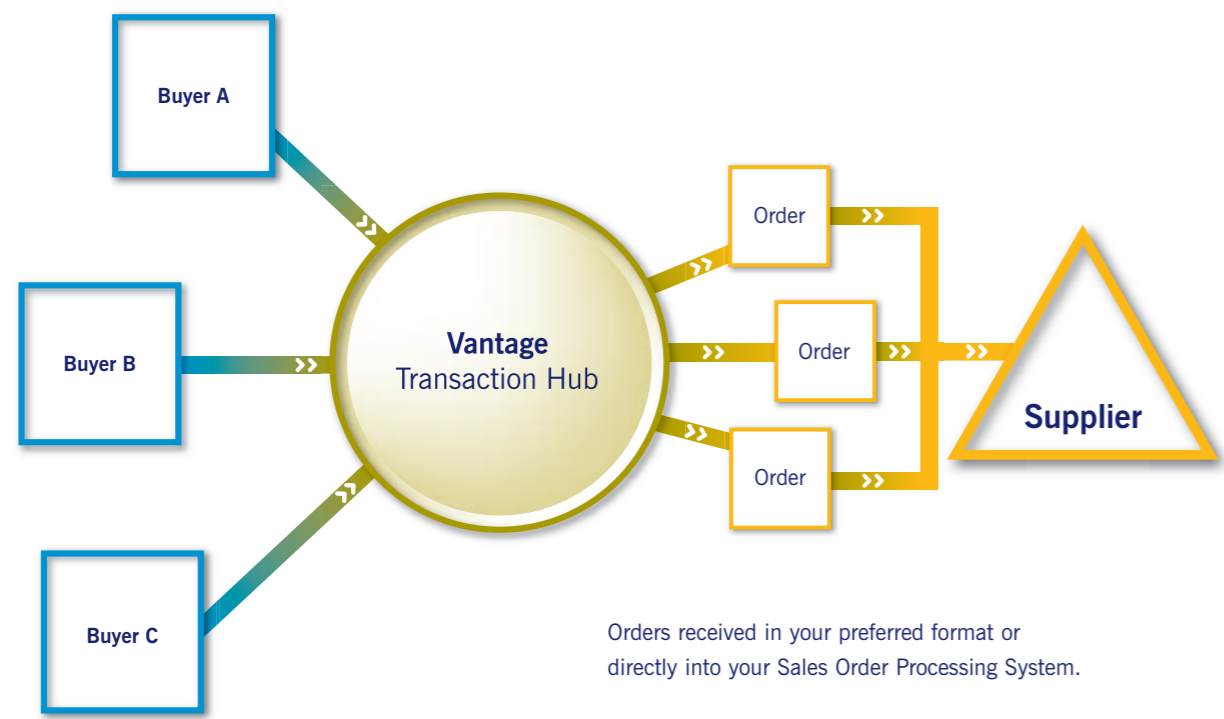 Buyer A
Buyer B
Buyer C
Vantage
Transaction Hub
Order
Order
Order
Supplier
Orders received in your preferred format or
directly into your Sales Order Processing System.